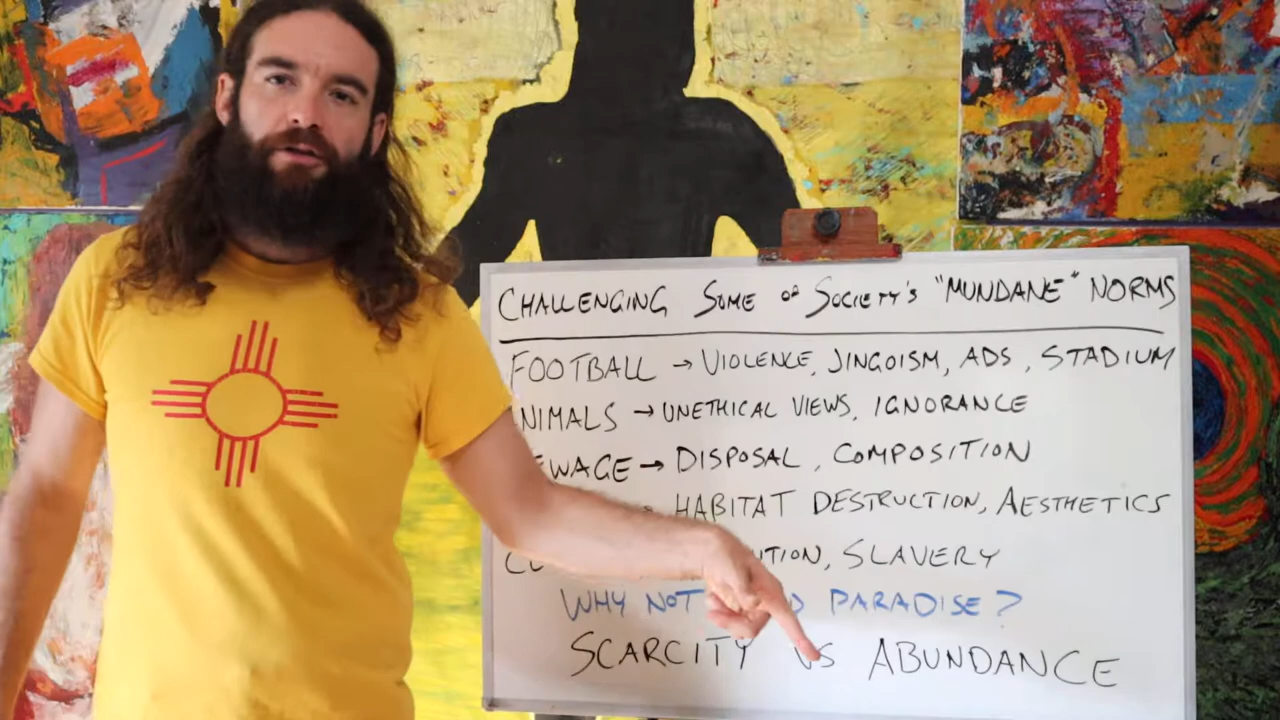 CHALLENGING SOME OF SOCIETY'S "MUNDANE" NORMS
FOOTBALL → VIOLENCE, JINGOISM, ADS, STADIUM
NIMALS → UNETHICAL VIEWS, IGNORANCE
EWAGE → DISPOSAL, COMPOSITION
HABITAT DESTRUCTION, AESTHETICS
UTION, SLAVERY
WHY NOT PARADISE?
SCARCITY VS ABUNDANCE